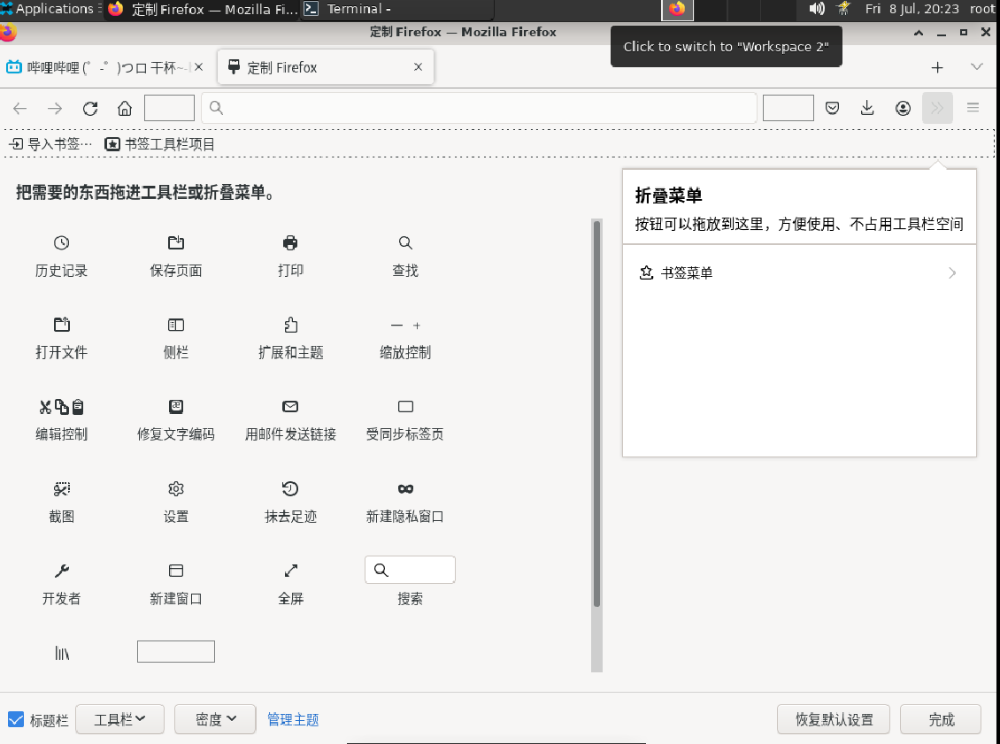 Applications
定制 Firefox — Mozilla Fi...
Terminal -
Fri 8 Jul, 20:23
root
定制 Firefox — Mozilla Firefox
Click to switch to "Workspace 2"
哔哩哔哩 (゜-゜)つロ 干杯~-
定制 Firefox
导入书签…
书签工具栏项目
把需要的东西拖进工具栏或折叠菜单。
折叠菜单
按钮可以拖放到这里，方便使用、不占用工具栏空间
书签菜单
历史记录
保存页面
打印
查找
打开文件
侧栏
扩展和主题
缩放控制
编辑控制
修复文字编码
用邮件发送链接
受同步标签页
截图
设置
抹去足迹
新建隐私窗口
开发者
新建窗口
全屏
搜索
标题栏
工具栏
密度
管理主题
恢复默认设置
完成